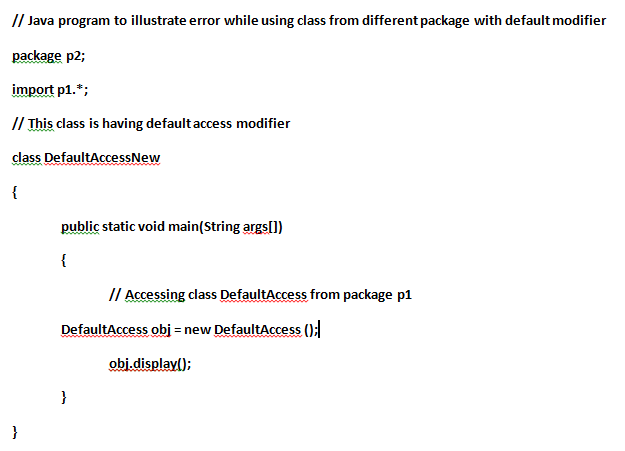 // Java program to illustrate error while using class from different package with default modifier
package p2;
import p1.*;
// This class is having default access modifier
class DefaultAccessNew
{
public static void main(String args[])
{
// Accessing class DefaultAccess from package p1
DefaultAccess obj = new DefaultAccess ();
obj.display();
}
}